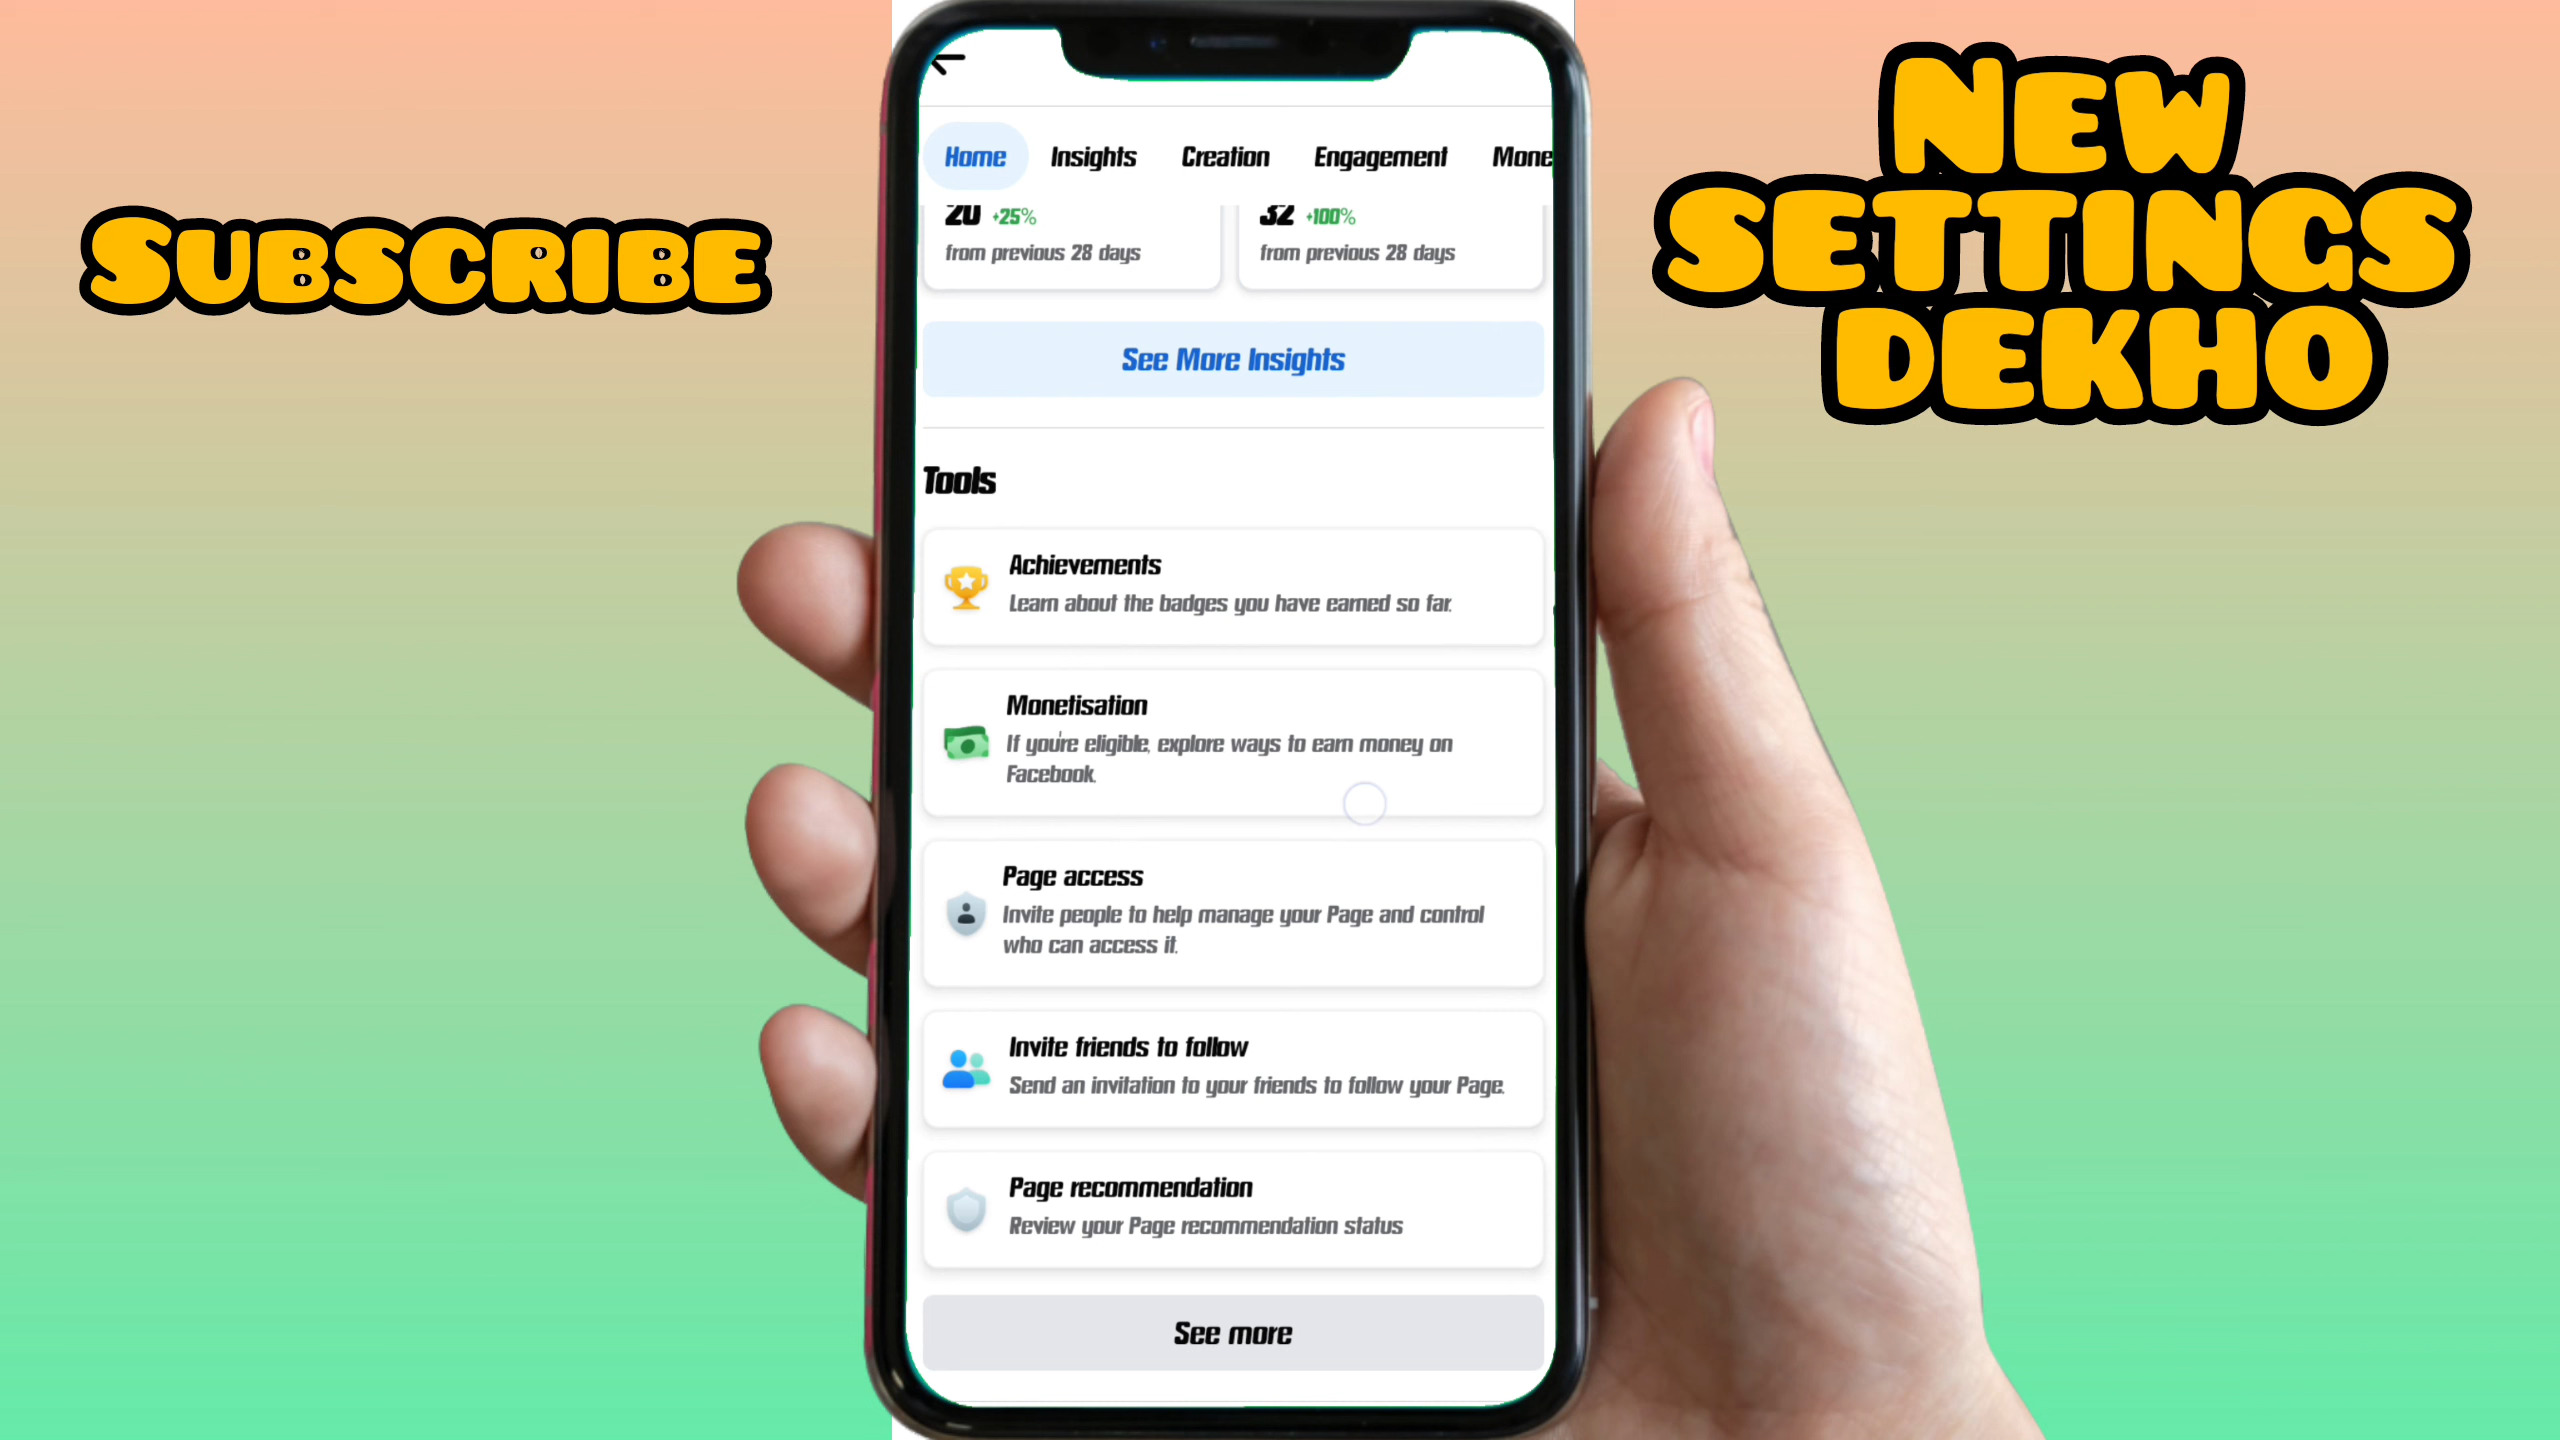 SUBSCRIBE
NEW
SETTINGS
DEKHO
Home Insights Creation Engagement Mone
20 +25% 32 +100%
from previous 28 days from previous 28 days
See More Insights
Tools
Achievements
Learn about the badges you have earned so far.
Monetisation
If you're eligible, explore ways to earn money on
Facebook.
Page access
Invite people to help manage your Page and control
who can access it.
Invite friends to follow
Send an invitation to your friends to follow your Page.
Page recommendation
Review your Page recommendation status
See more